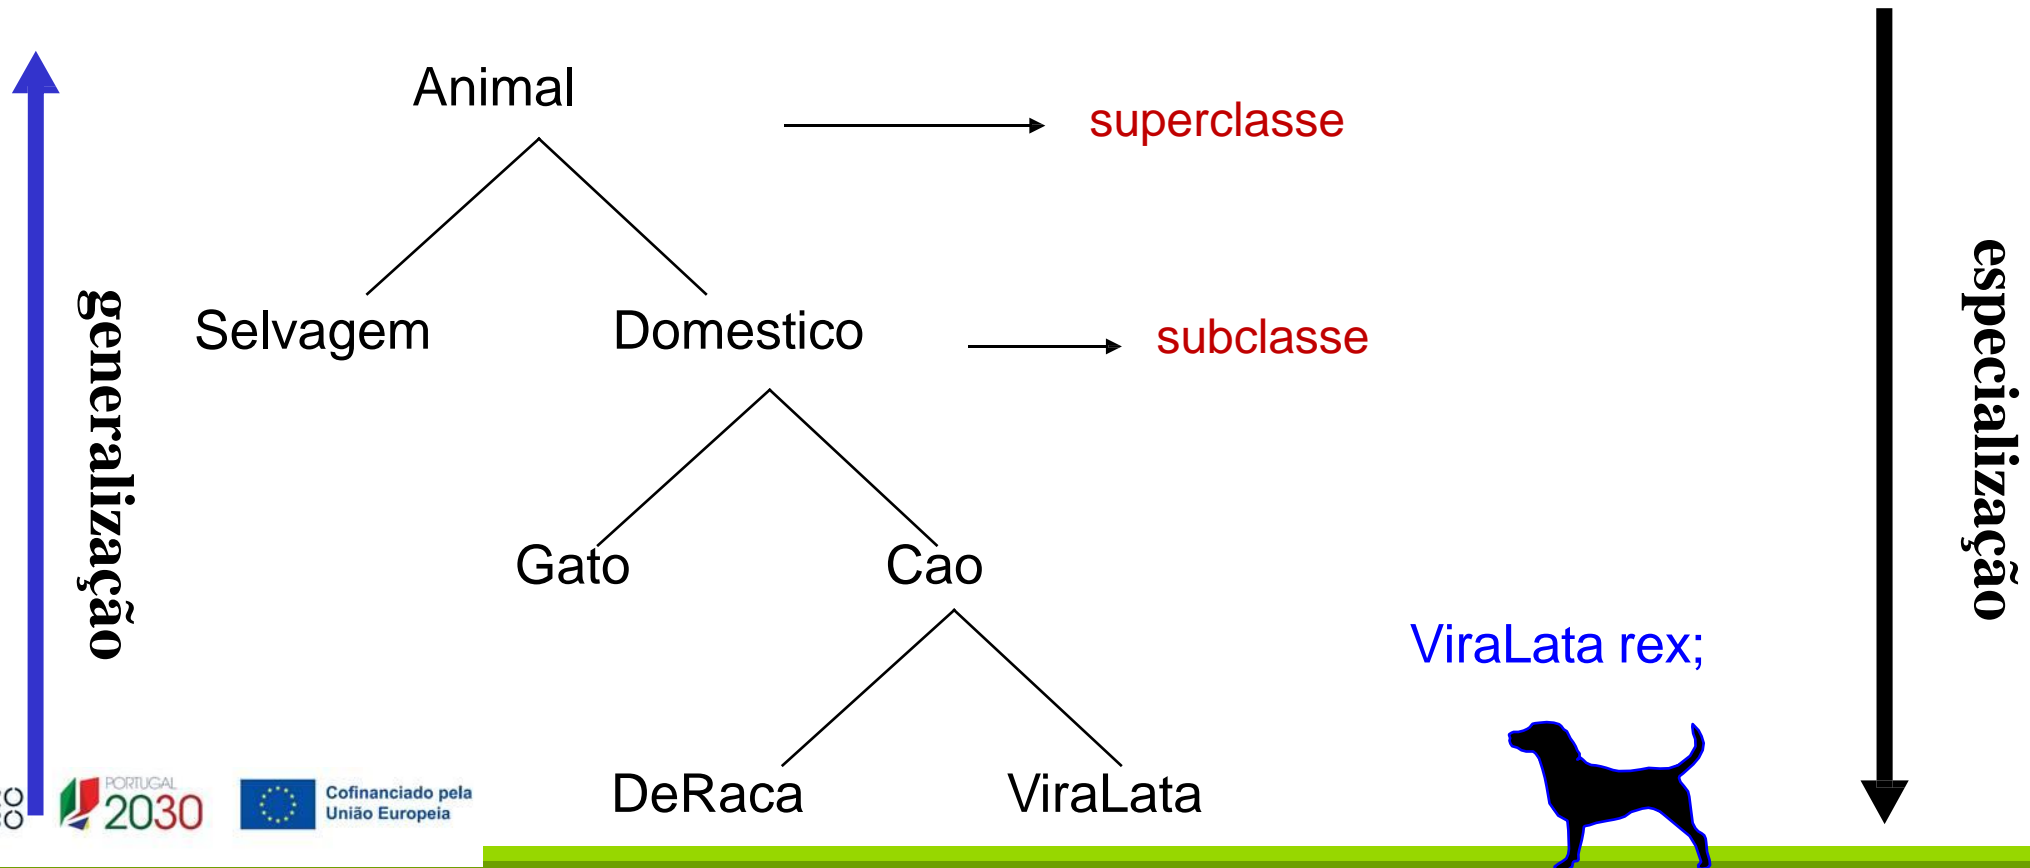 Animal
superclasse
Selvagem
Domestico
subclasse
generalização
especialização
Gato
Cao
ViraLata rex;
DeRaca
ViraLata
PORTUGAL
2030
Cofinanciado pela
União Europeia